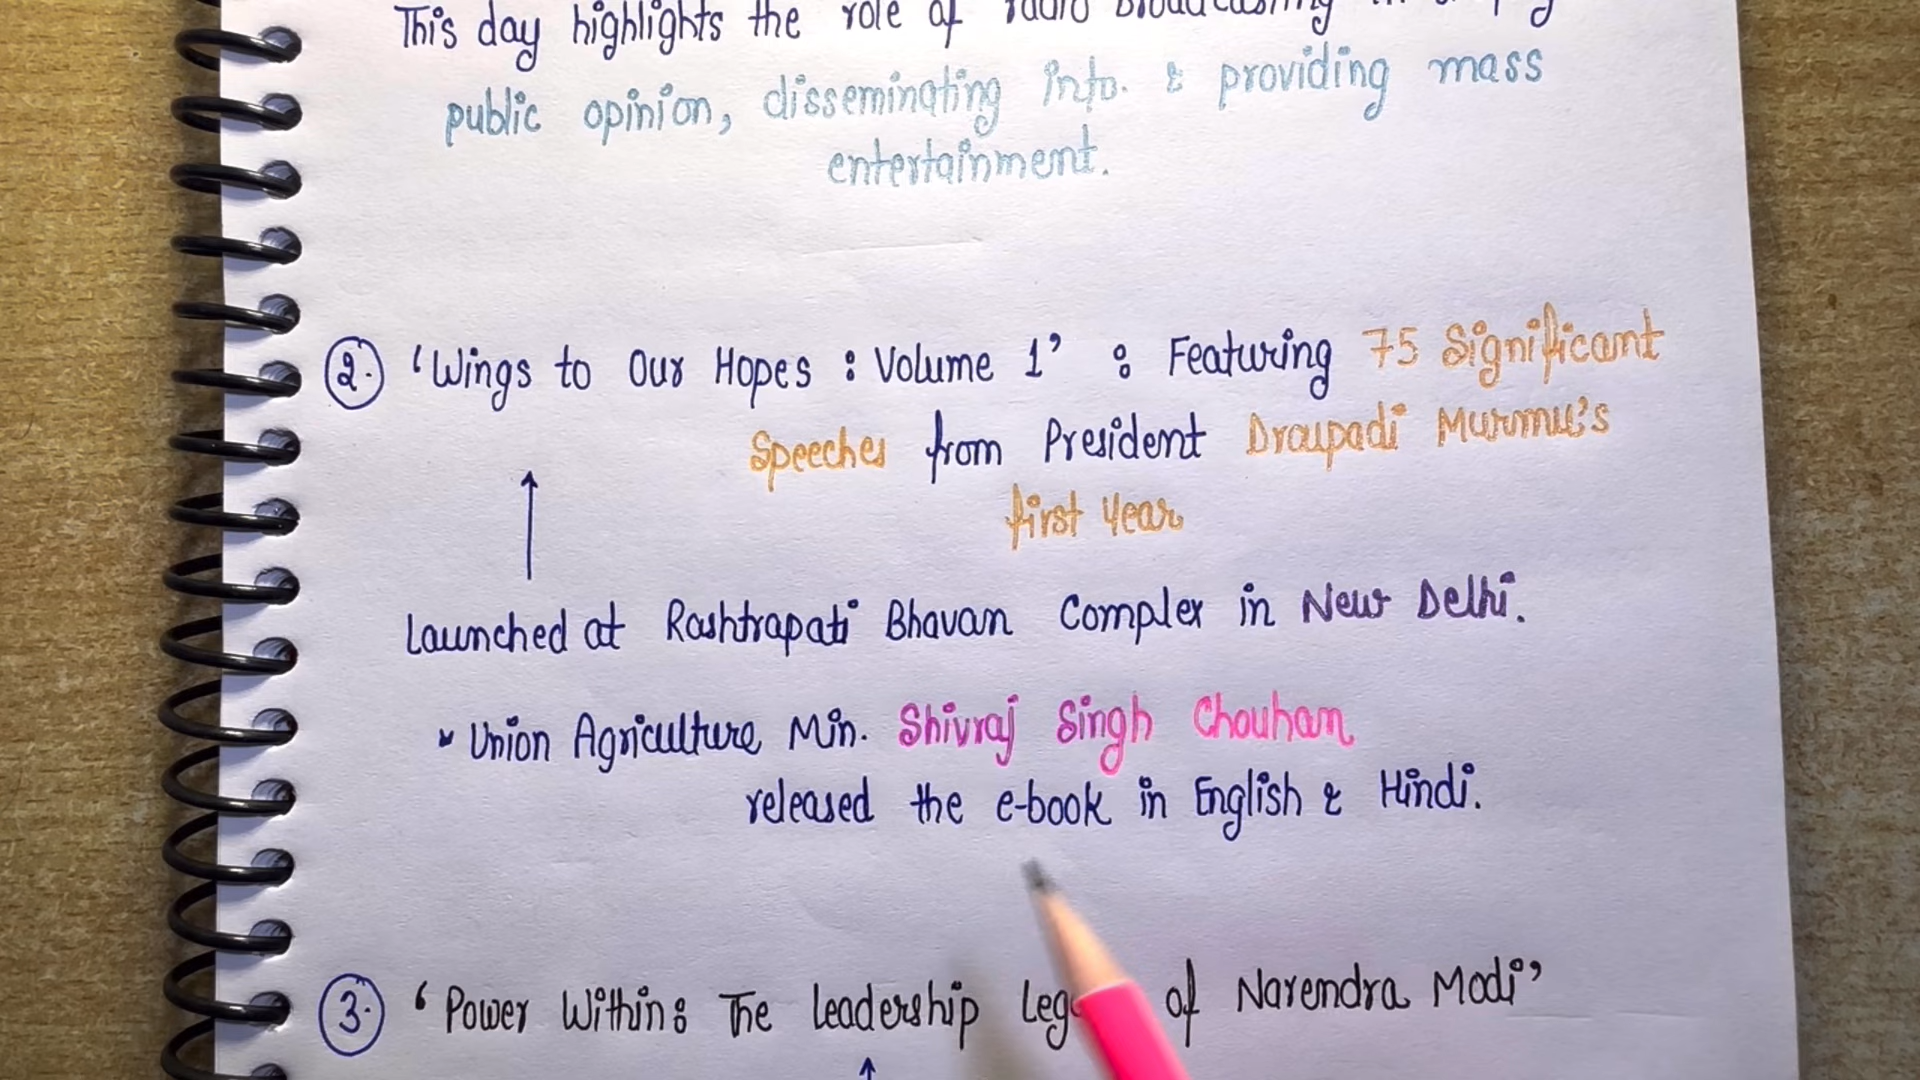 This day highlights the role of radio broadcasting in
public opinion, disseminating info. & providing mass
entertainment.
2. 'Wings to Our Hopes : Volume 1' : Featuring 75 Significant
Speeches from President Draupadi Murmu's
first Year
Launched at Rashtrapati Bhavan Complex in New Delhi.
Union Agriculture Min. Shivraj Singh Chouhan
released the e-book in English & Hindi.
3. 'Power Within : The Leadership of Narendra Modi'